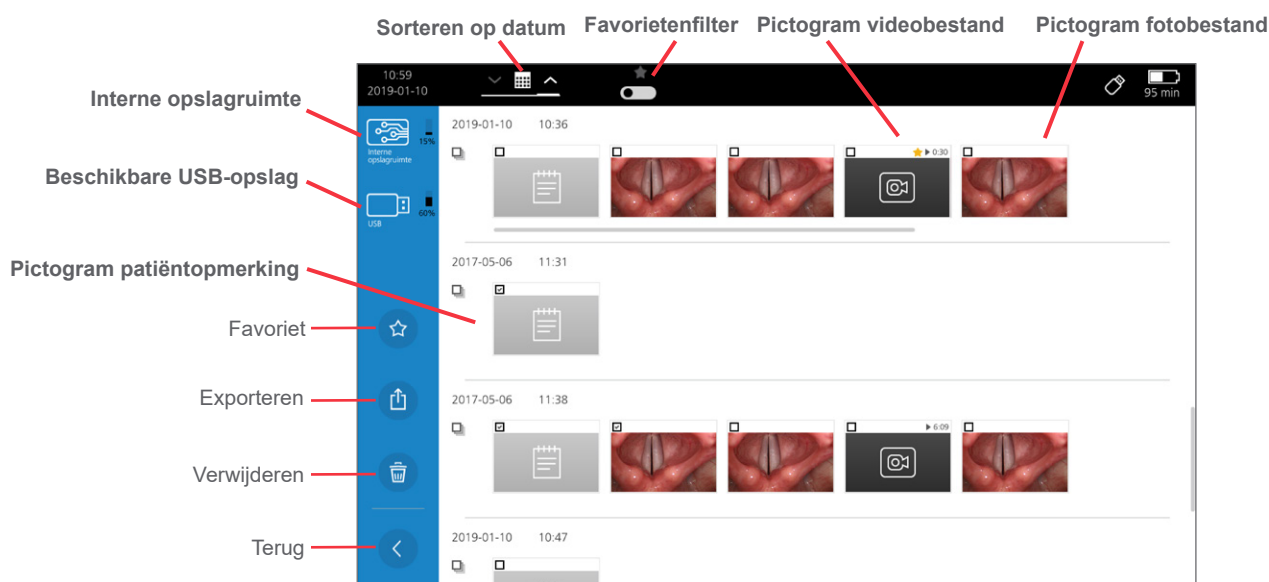 Sorteren op datum
Favorietenfilter
Pictogram videobestand
Pictogram fotobestand
10:59
2019-01-10
95 min
Interne opslagruimte
Interne
opslagruimte
15%
2019-01-10 10:36
0:30
Beschikbare USB-opslag
USB
60%
Pictogram patiëntopmerking
2017-05-06 11:31
Favoriet
Exporteren
2017-05-06 11:38
6:09
Verwijderen
Terug
2019-01-10 10:47